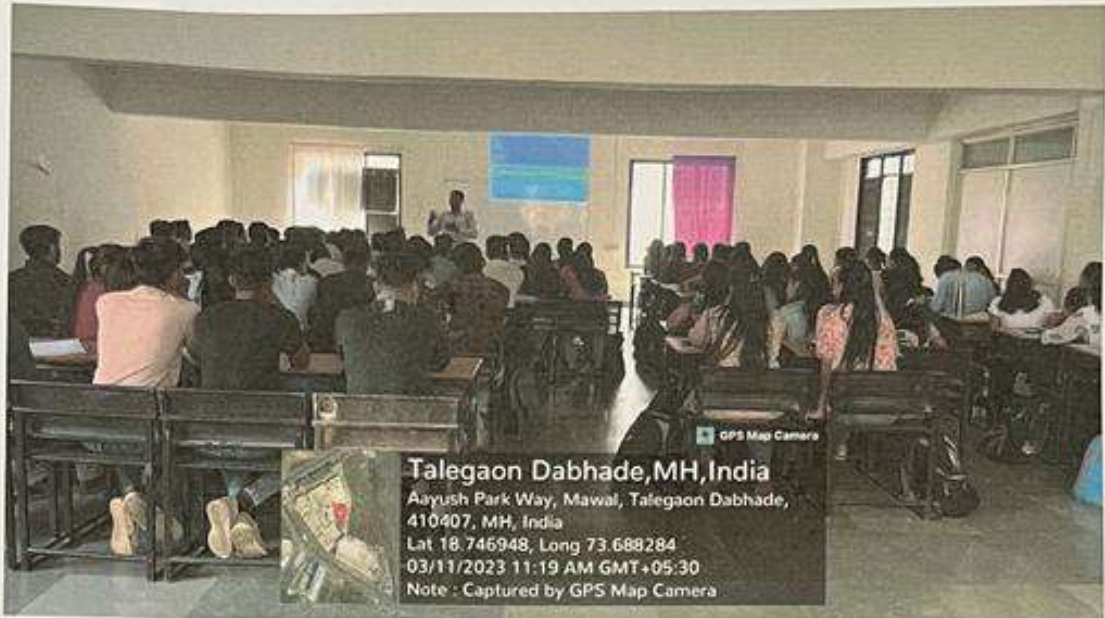 GPS Map Camera
Talegaon Dabhade,MH,India
Aayush Park Way, Mawal, Talegaon Dabhade,
410407, MH, India
Lat 18.746948, Long 73.688284
03/11/2023 11:19 AM GMT+05:30
Note : Captured by GPS Map Camera